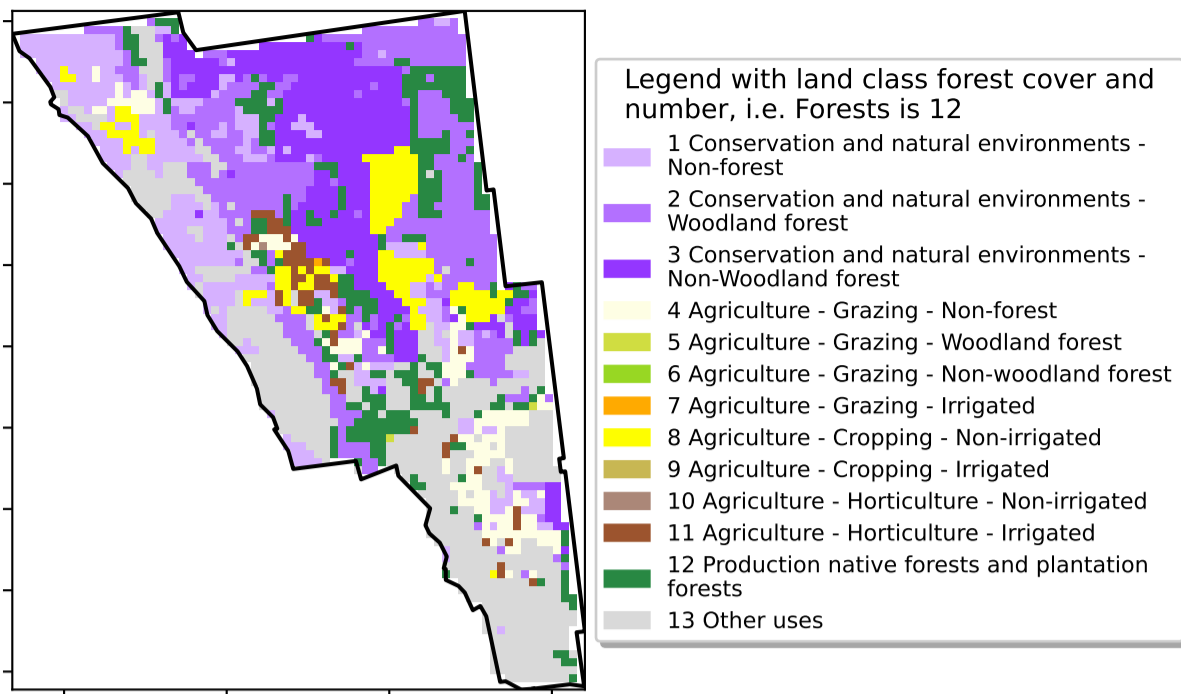 Legend with land class forest cover and
number, i.e. Forests is 12
1 Conservation and natural environments -
Non-forest
2 Conservation and natural environments -
Woodland forest
3 Conservation and natural environments -
Non-Woodland forest
4 Agriculture - Grazing - Non-forest
5 Agriculture - Grazing - Woodland forest
6 Agriculture - Grazing - Non-woodland forest
7 Agriculture - Grazing - Irrigated
8 Agriculture - Cropping - Non-irrigated
9 Agriculture - Cropping - Irrigated
10 Agriculture - Horticulture - Non-irrigated
11 Agriculture - Horticulture - Irrigated
12 Production native forests and plantation
forests
13 Other uses